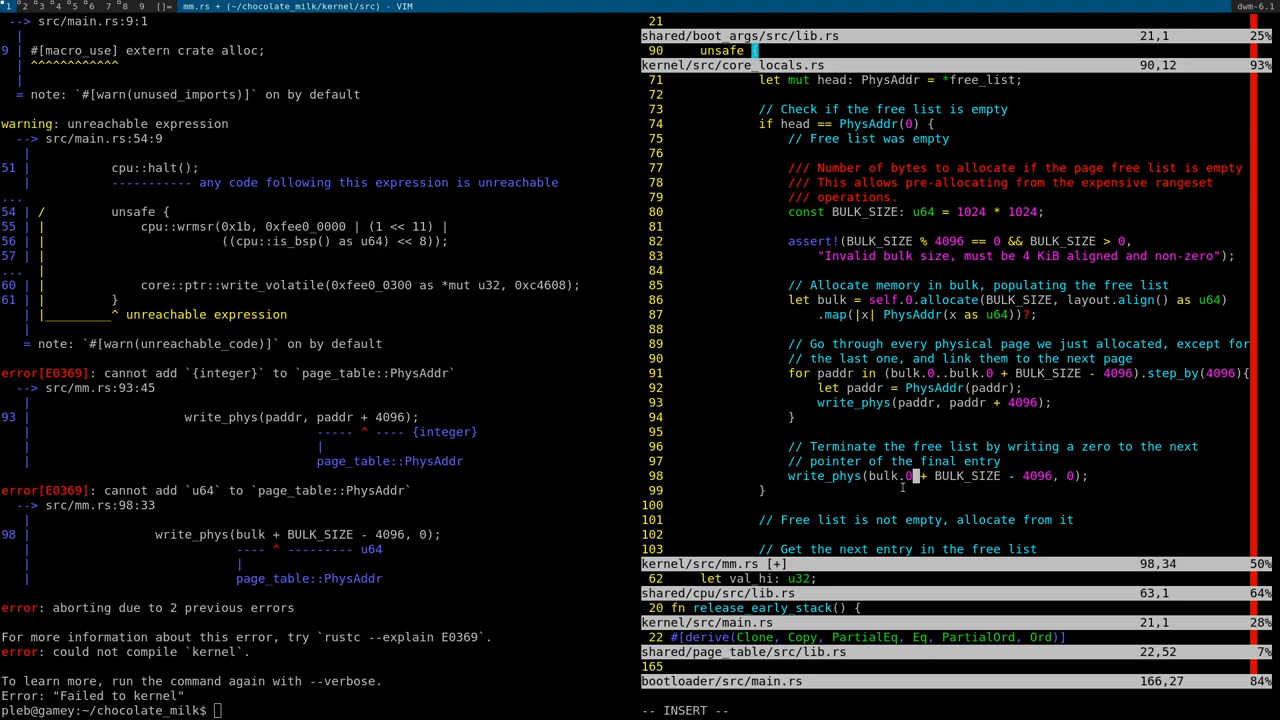 1 2 3 4 5 6 7 8 9 []= mm.rs + (~/chocolate_milk/kernel/src) - VIM dwm-6.1
--> src/main.rs:9:1
|
9 | #[macro_use] extern crate alloc;
| ^^^^^^^^^^^^
|
= note: `#[warn(unused_imports)]` on by default
warning: unreachable expression
--> src/main.rs:54:9
|
51 | cpu::halt();
| ----------- any code following this expression is unreachable
...
54 | / unsafe {
55 | | cpu::wrmsr(0x1b, 0xfee0_0000 | (1 << 11) |
56 | | ((cpu::is_bsp() as u64) << 8));
57 | |
... |
60 | | core::ptr::write_volatile(0xfee0_0300 as *mut u32, 0xc4608);
61 | | }
| |_________^ unreachable expression
|
= note: `#[warn(unreachable_code)]` on by default
error[E0369]: cannot add `{integer}` to `page_table::PhysAddr`
--> src/mm.rs:93:45
|
93 | write_phys(paddr, paddr + 4096);
| ----- ^ ---- {integer}
| |
| page_table::PhysAddr
error[E0369]: cannot add `u64` to `page_table::PhysAddr`
--> src/mm.rs:98:33
|
98 | write_phys(bulk + BULK_SIZE - 4096, 0);
| ---- ^ --------- u64
| |
| page_table::PhysAddr
error: aborting due to 2 previous errors
For more information about this error, try `rustc --explain E0369`.
error: could not compile `kernel`.
To learn more, run the command again with --verbose.
Error: "Failed to kernel"
pleb@gamey:~/chocolate_milk$
21
shared/boot_args/src/lib.rs 21,1 25%
90 unsafe {
kernel/src/core_locals.rs 90,12 93%
71 let mut head: PhysAddr = *free_list;
72
73 // Check if the free list is empty
74 if head == PhysAddr(0) {
75 // Free list was empty
76
77 /// Number of bytes to allocate if the page free list is empty
78 /// This allows pre-allocating from the expensive rangeset
79 /// operations.
80 const BULK_SIZE: u64 = 1024 * 1024;
81
82 assert!(BULK_SIZE % 4096 == 0 && BULK_SIZE > 0,
83 "Invalid bulk size, must be 4 KiB aligned and non-zero");
84
85 // Allocate memory in bulk, populating the free list
86 let bulk = self.0.allocate(BULK_SIZE, layout.align() as u64)
87 .map(|x| PhysAddr(x as u64))?;
88
89 // Go through every physical page we just allocated, except for
90 // the last one, and link them to the next page
91 for paddr in (bulk.0..bulk.0 + BULK_SIZE - 4096).step_by(4096){
92 let paddr = PhysAddr(paddr);
93 write_phys(paddr, paddr + 4096);
94 }
95
96 // Terminate the free list by writing a zero to the next
97 // pointer of the final entry
98 write_phys(bulk.0 + BULK_SIZE - 4096, 0);
99 }
100
101 // Free list is not empty, allocate from it
102
103 // Get the next entry in the free list
kernel/src/mm.rs [+] 98,34 50%
62 let val_hi: u32;
shared/cpu/src/lib.rs 63,1 64%
20 fn release_early_stack() {
kernel/src/main.rs 21,1 28%
22 #[derive(Clone, Copy, PartialEq, Eq, PartialOrd, Ord)]
shared/page_table/src/lib.rs 22,52 7%
165
bootloader/src/main.rs 166,27 84%
-- INSERT --